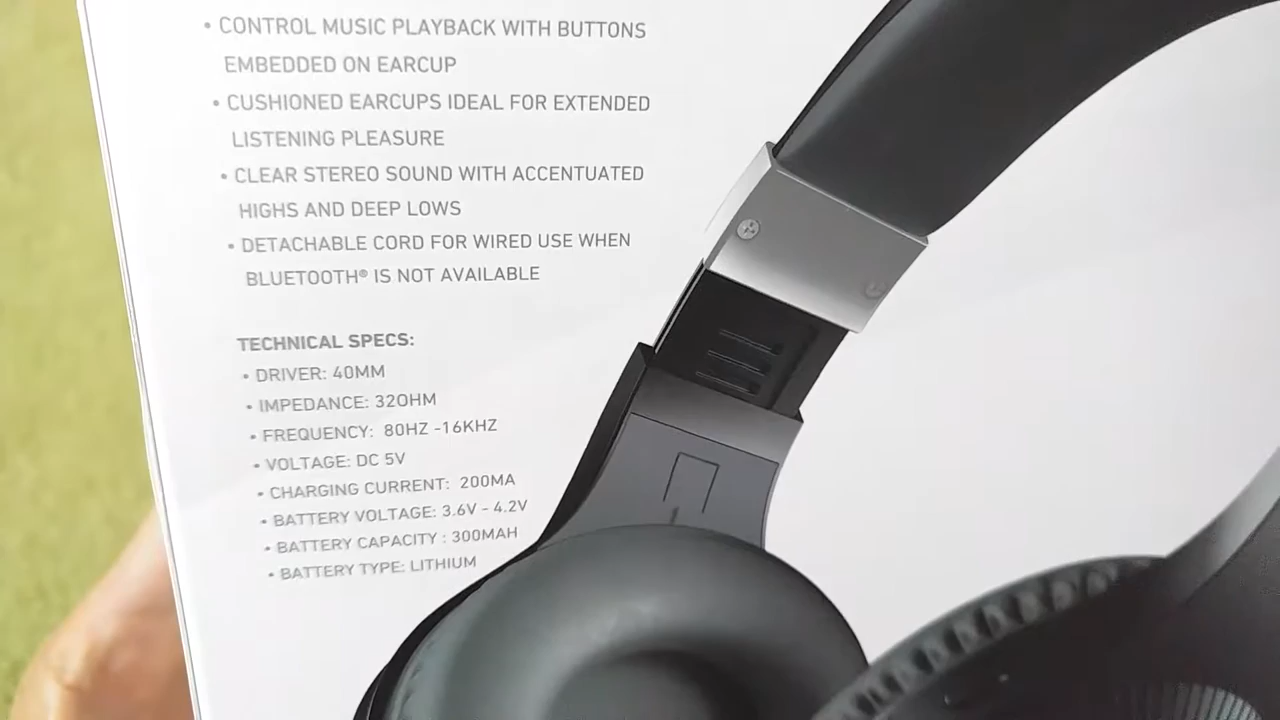 • CONTROL MUSIC PLAYBACK WITH BUTTONS
EMBEDDED ON EARCUP
• CUSHIONED EARCUPS IDEAL FOR EXTENDED
LISTENING PLEASURE
• CLEAR STEREO SOUND WITH ACCENTUATED
HIGHS AND DEEP LOWS
• DETACHABLE CORD FOR WIRED USE WHEN
BLUETOOTH® IS NOT AVAILABLE
TECHNICAL SPECS:
• DRIVER: 40MM
• IMPEDANCE: 32OHM
• FREQUENCY: 80HZ -16KHZ
• VOLTAGE: DC 5V
• CHARGING CURRENT: 200MA
• BATTERY VOLTAGE: 3.6V - 4.2V
• BATTERY CAPACITY : 300MAH
• BATTERY TYPE: LITHIUM